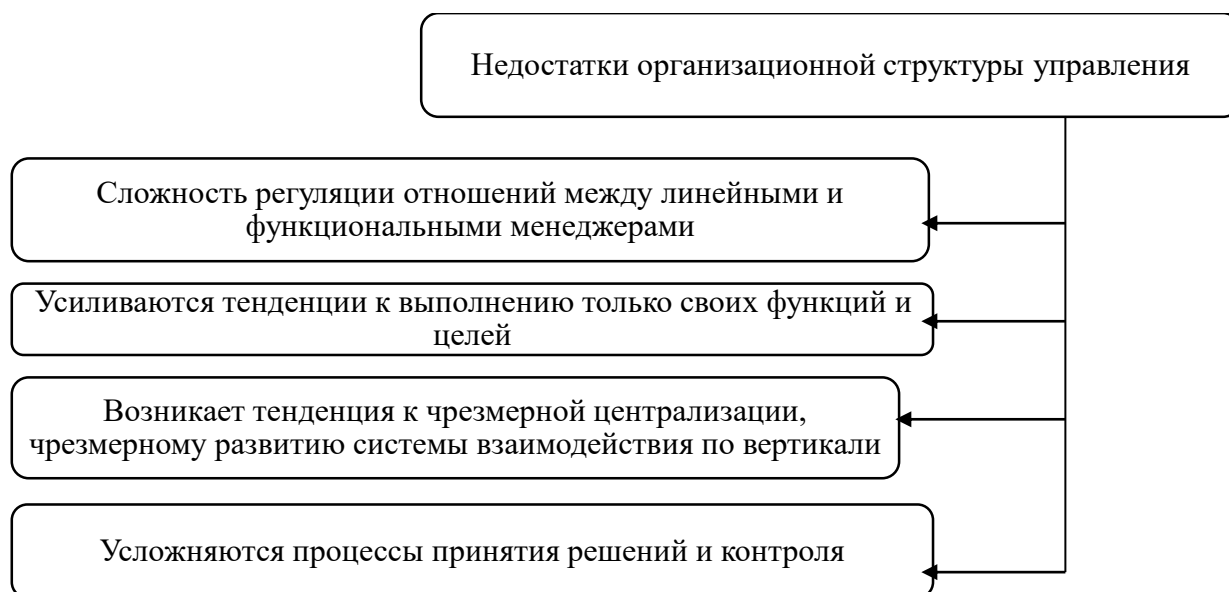 Недостатки организационной структуры управления
Сложность регуляции отношений между линейными и
функциональными менеджерами
Усиливаются тенденции к выполнению только своих функций и
целей
Возникает тенденция к чрезмерной централизации,
чрезмерному развитию системы взаимодействия по вертикали
Усложняются процессы принятия решений и контроля